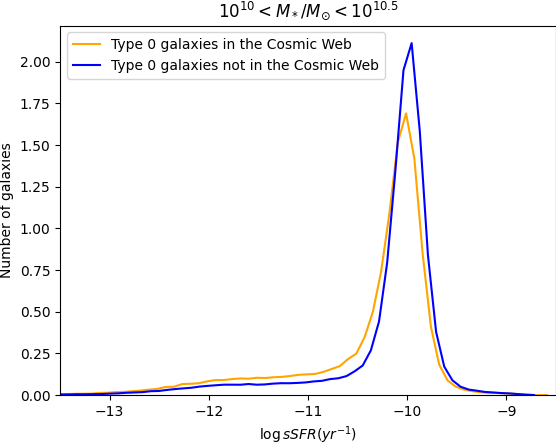 10^{10} < M_*/M_⊙ < 10^{10.5}
Type 0 galaxies in the Cosmic Web
Type 0 galaxies not in the Cosmic Web
Number of galaxies
2.00
1.75
1.50
1.25
1.00
0.75
0.50
0.25
0.00
−13 −12 −11 −10 −9
log sSFR(yr^{−1})